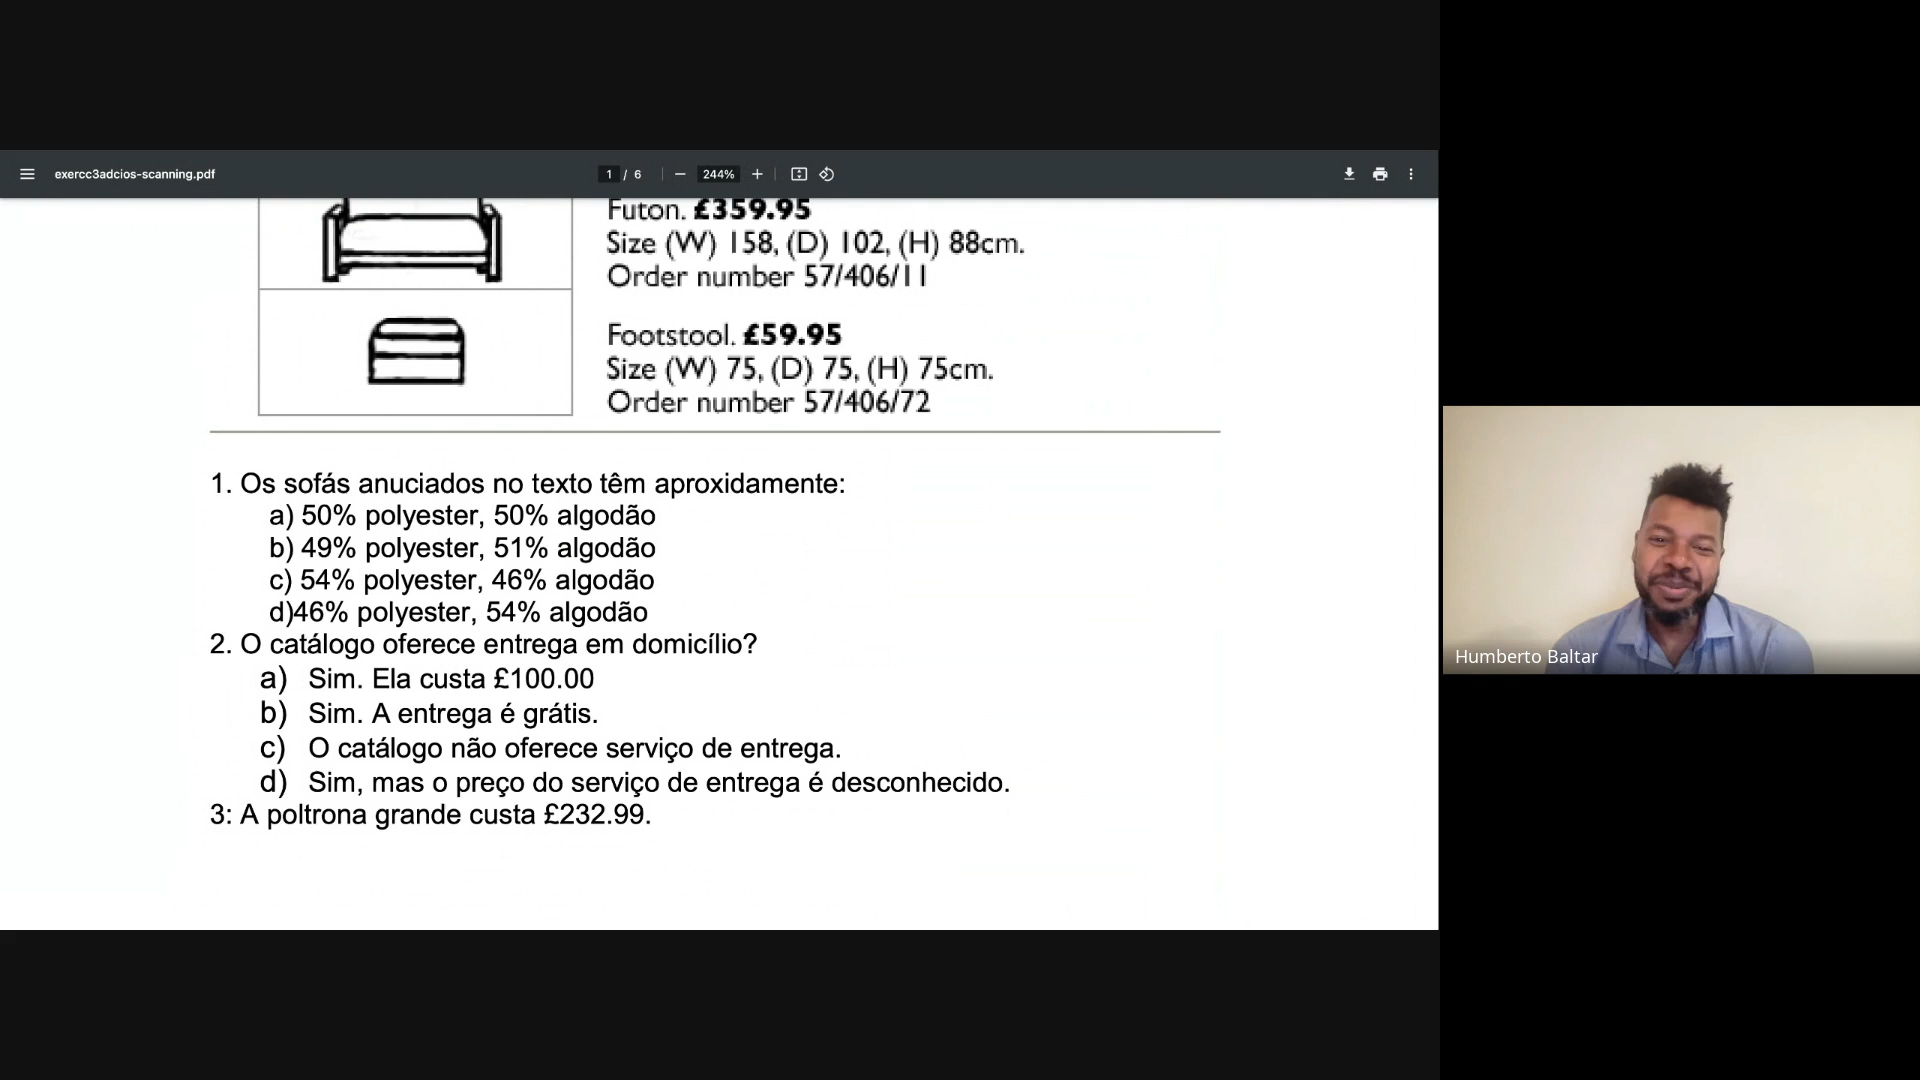 exercc3adcios-scanning.pdf
1 / 6
244%
Futon. £359.95
Size (W) 158, (D) 102, (H) 88cm.
Order number 57/406/11
Footstool. £59.95
Size (W) 75, (D) 75, (H) 75cm.
Order number 57/406/72
1. Os sofás anuciados no texto têm aproxidamente:
a) 50% polyester, 50% algodão
b) 49% polyester, 51% algodão
c) 54% polyester, 46% algodão
d)46% polyester, 54% algodão
2. O catálogo oferece entrega em domicílio?
a) Sim. Ela custa £100.00
b) Sim. A entrega é grátis.
c) O catálogo não oferece serviço de entrega.
d) Sim, mas o preço do serviço de entrega é desconhecido.
3: A poltrona grande custa £232.99.
Humberto Baltar